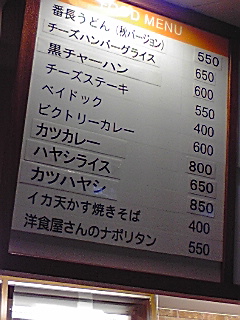 FOOD MENU
番長うどん(秋バージョン) 550
チーズハンバーグライス 650
黒チャーハン 600
チーズステーキ 550
ベイドック 400
ビクトリーカレー 600
カツカレー 800
ハヤシライス 650
カツハヤシ 850
イカ天かす焼きそば 400
洋食屋さんのナポリタン 550